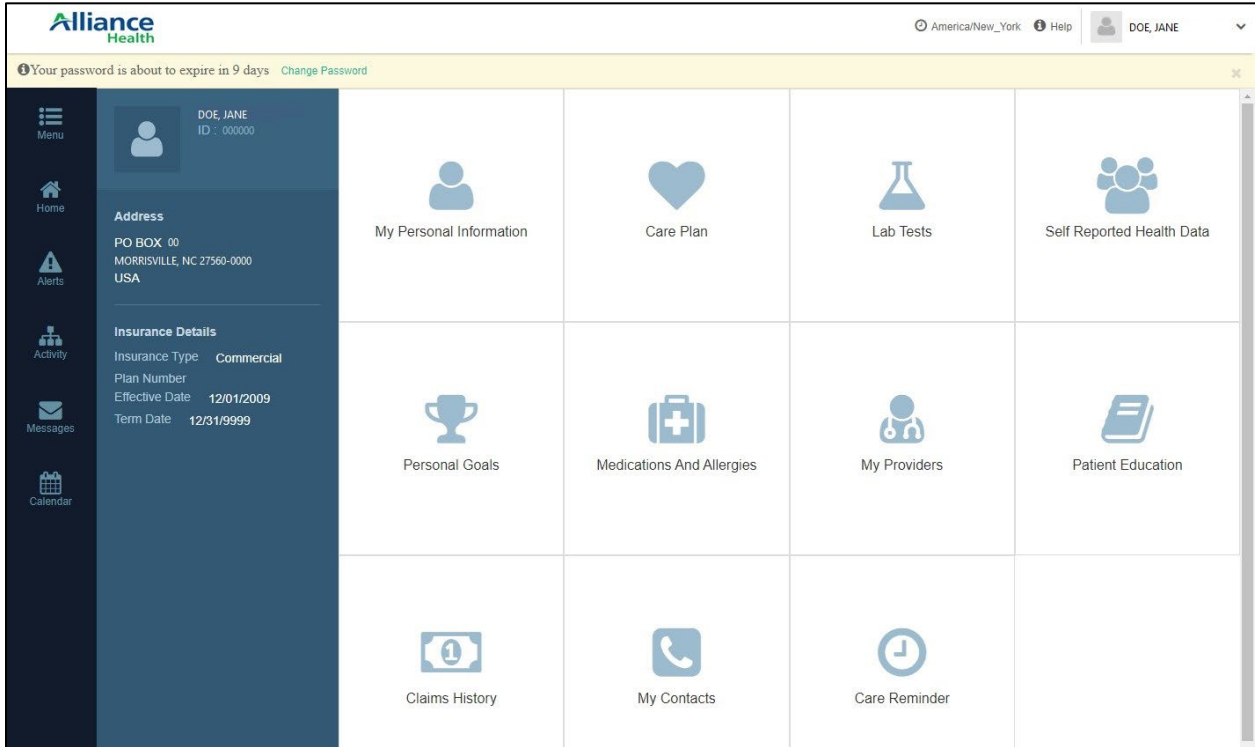 Alliance
Health
America/New_York Help DOE, JANE
Your password is about to expire in 9 days Change Password
Menu
Home
Alerts
Activity
Messages
Calendar
DOE, JANE
ID : 000000
Address
PO BOX 00
MORRISVILLE, NC 27560-0000
USA
Insurance Details
Insurance Type Commercial
Plan Number
Effective Date 12/01/2009
Term Date 12/31/9999
My Personal Information
Care Plan
Lab Tests
Self Reported Health Data
Personal Goals
Medications And Allergies
My Providers
Patient Education
1
Claims History
My Contacts
Care Reminder